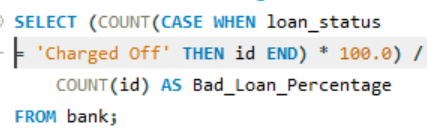 SELECT (COUNT(CASE WHEN loan_status
= 'Charged Off' THEN id END) * 100.0) /
COUNT(id) AS Bad_Loan_Percentage
FROM bank;